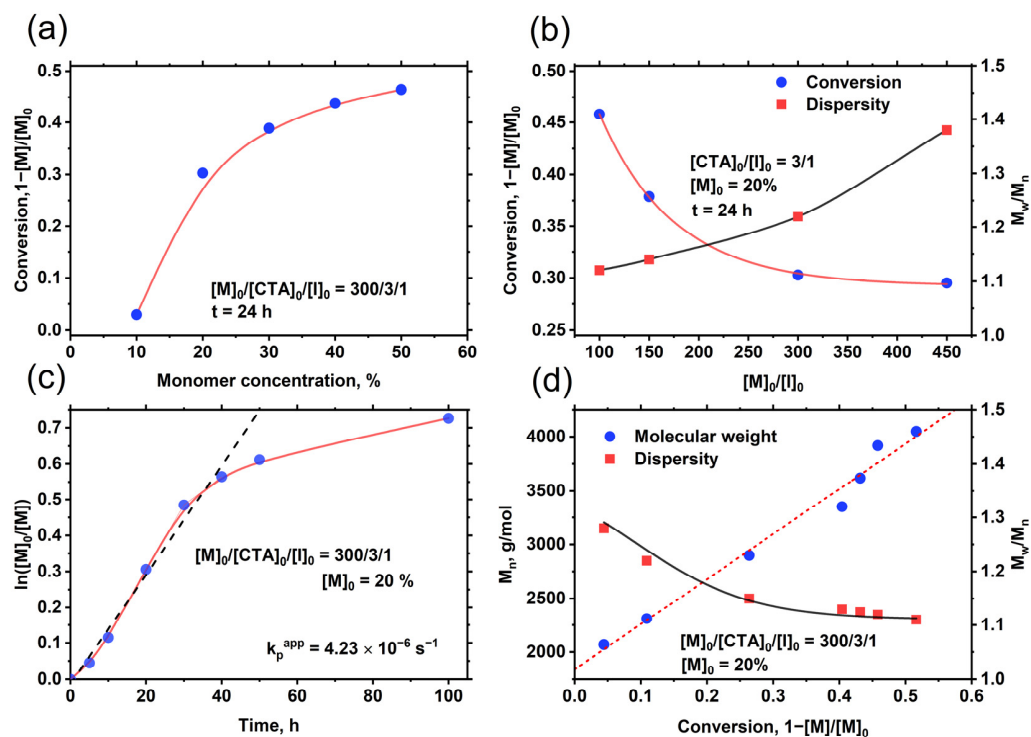 (a)
0.5
0.4
0.3
0.2
0.1
0.0
Conversion,1−[M]/[M]₀
[M]₀/[CTA]₀/[I]₀ = 300/3/1
t = 24 h
0 10 20 30 40 50 60
Monomer concentration, %
(b)
0.50
0.45
0.40
0.35
0.30
0.25
Conversion, 1−[M]/[M]₀
Conversion
Dispersity
[CTA]₀/[I]₀ = 3/1
[M]₀ = 20%
t = 24 h
1.5
1.4
1.3
1.2
1.1
1.0
Mw/Mn
100 150 200 250 300 350 400 450
[M]₀/[I]₀
(c)
0.7
0.6
0.5
0.4
0.3
0.2
0.1
0.0
ln([M]₀/[M])
[M]₀/[CTA]₀/[I]₀ = 300/3/1
[M]₀ = 20 %
kₚᵃᵖᵖ = 4.23 × 10⁻⁶ s⁻¹
0 20 40 60 80 100
Time, h
(d)
4000
3500
3000
2500
2000
Mn, g/mol
Molecular weight
Dispersity
[M]₀/[CTA]₀/[I]₀ = 300/3/1
[M]₀ = 20%
1.5
1.4
1.3
1.2
1.1
1.0
Mw/Mn
0.0 0.1 0.2 0.3 0.4 0.5 0.6
Conversion, 1−[M]/[M]₀